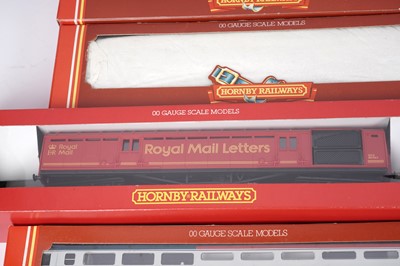 HORNBY RAILWAYS
00 GAUGE SCALE MODELS
HORNBY RAILWAYS
00 GAUGE SCALE MODELS
Royal
Mail
Royal Mail Letters
HORNBY RAILWAYS
00 GAUGE SCALE MODELS